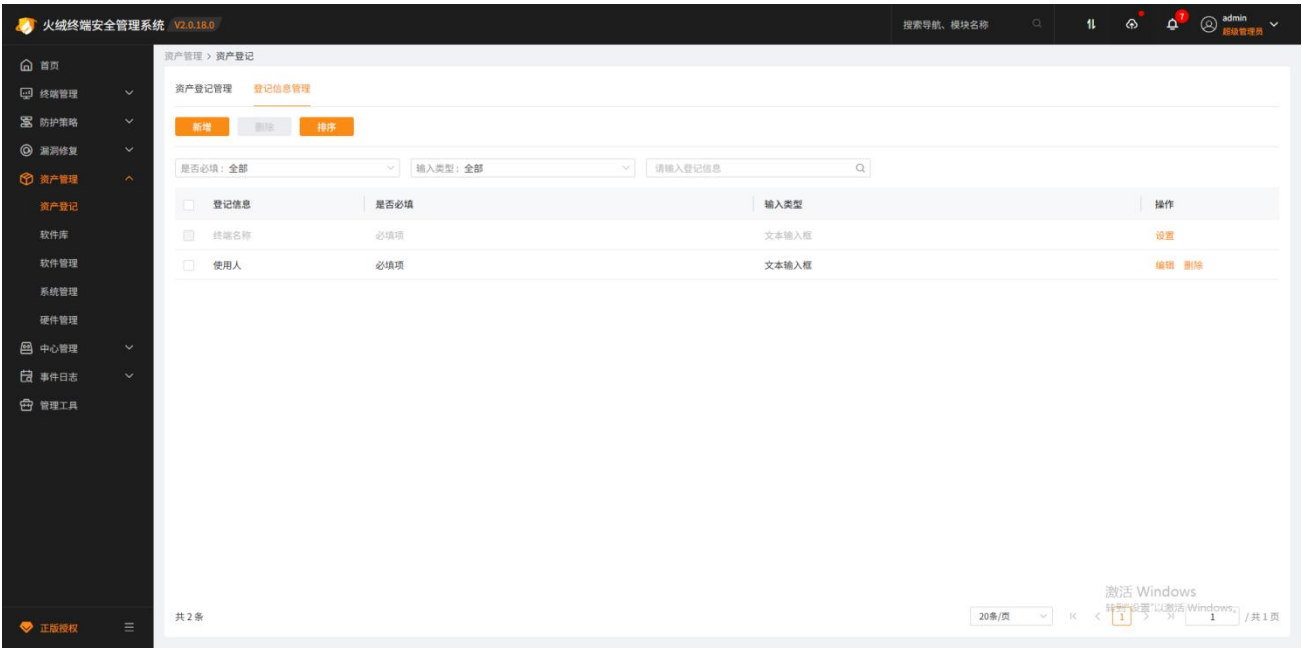 火绒终端安全管理系统 V2.0.18.0
搜索导航、模块名称
7
admin
超级管理员
首页
终端管理
防护策略
漏洞修复
资产管理
资产登记
软件库
软件管理
系统管理
硬件管理
中心管理
事件日志
管理工具
正版授权
资产管理 > 资产登记
资产登记管理 登记信息管理
新增 删除 排序
是否必填: 全部 输入类型: 全部 请输入登记信息
登记信息 是否必填 输入类型 操作
终端名称 必填项 文本输入框 设置
使用人 必填项 文本输入框 编辑 删除
激活 Windows
转到"设置"以激活 Windows。
共 2 条 20条/页 1 1 / 共 1 页